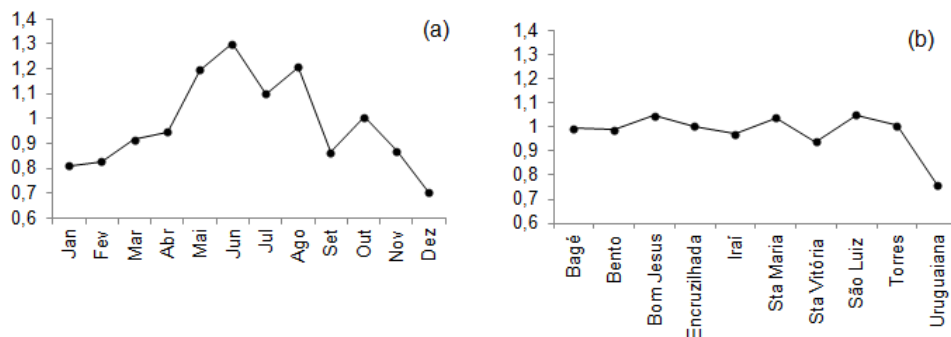 (a)
1,4
1,3
1,2
1,1
1
0,9
0,8
0,7
0,6
Jan
Fev
Mar
Abr
Mai
Jun
Jul
Ago
Set
Out
Nov
Dez
(b)
1,4
1,3
1,2
1,1
1
0,9
0,8
0,7
0,6
Bagé
Bento
Bom Jesus
Encruzilhada
Iraí
Sta Maria
Sta Vitória
São Luiz
Torres
Uruguaiana